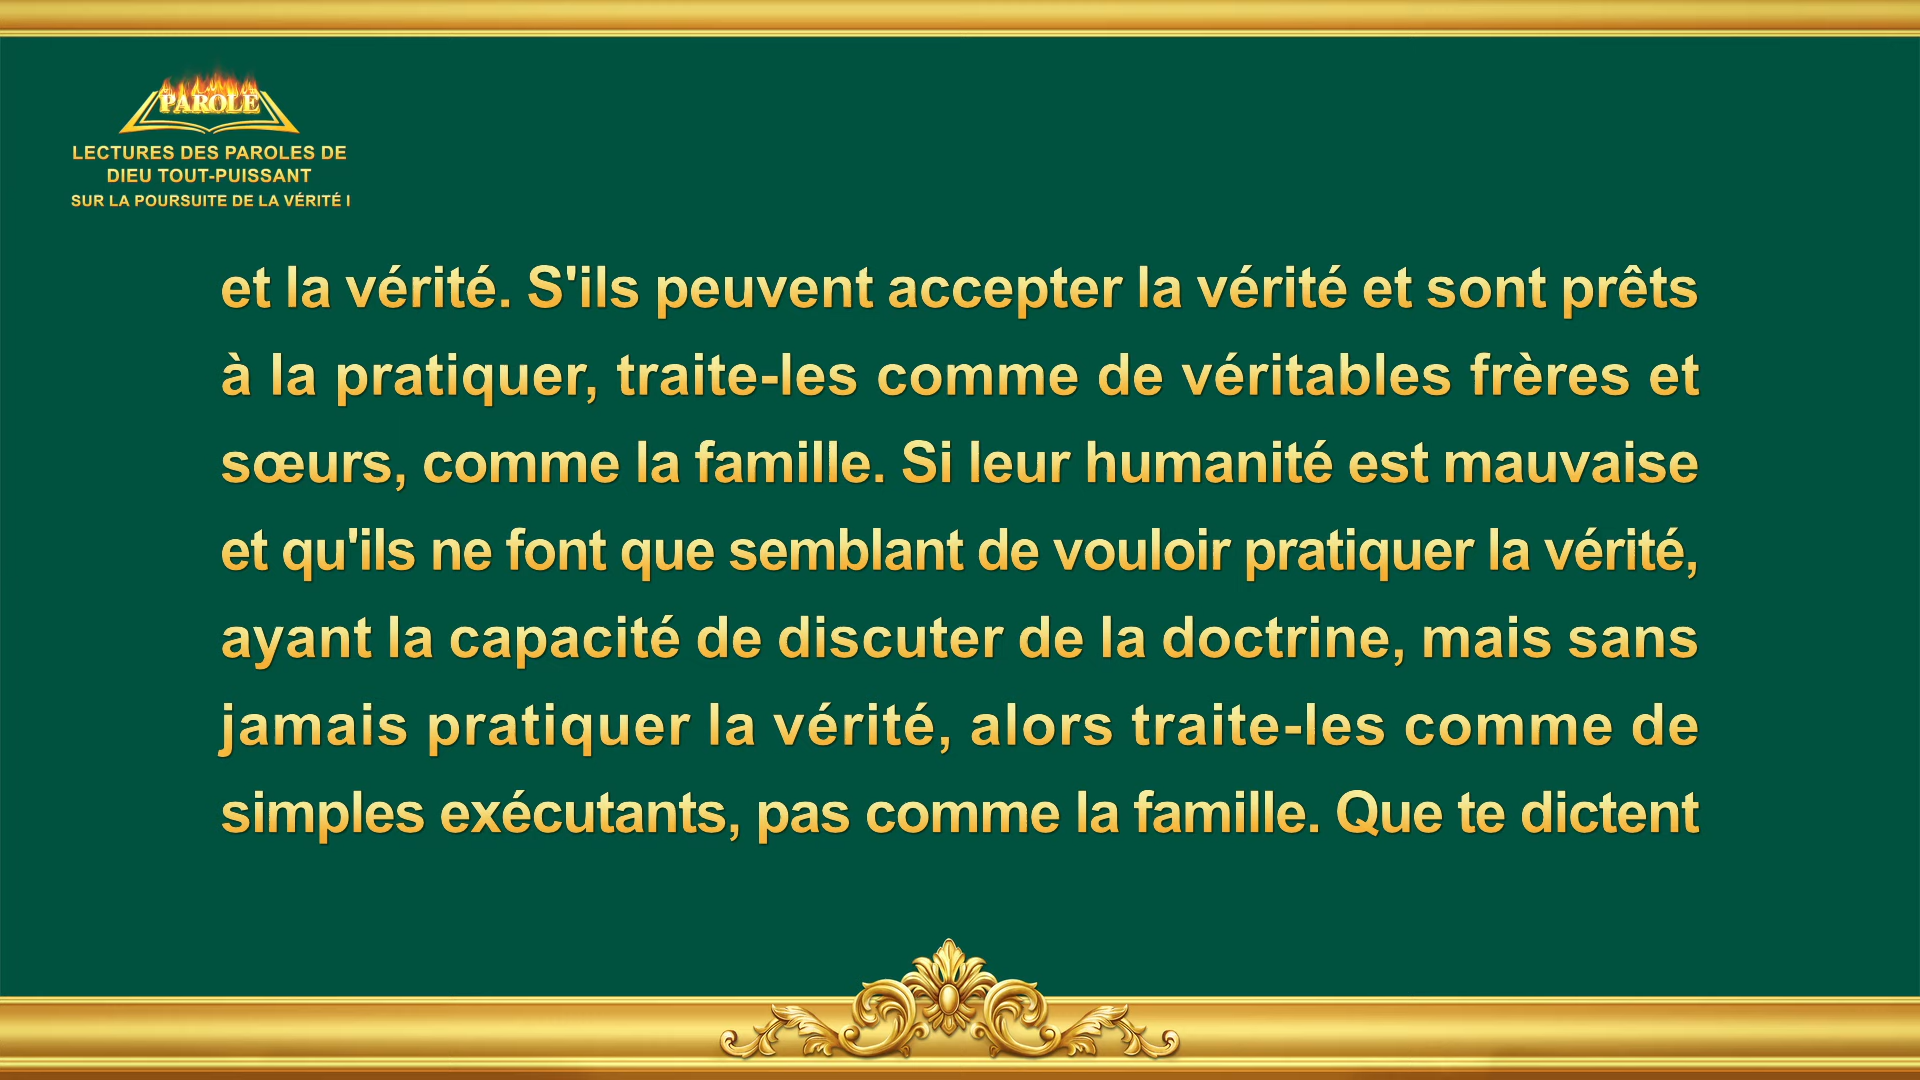 PAROLE
LECTURES DES PAROLES DE
DIEU TOUT-PUISSANT
SUR LA POURSUITE DE LA VÉRITÉ I
et la vérité. S'ils peuvent accepter la vérité et sont prêts
à la pratiquer, traite-les comme de véritables frères et
sœurs, comme la famille. Si leur humanité est mauvaise
et qu'ils ne font que semblant de vouloir pratiquer la vérité,
ayant la capacité de discuter de la doctrine, mais sans
jamais pratiquer la vérité, alors traite-les comme de
simples exécutants, pas comme la famille. Que te dictent